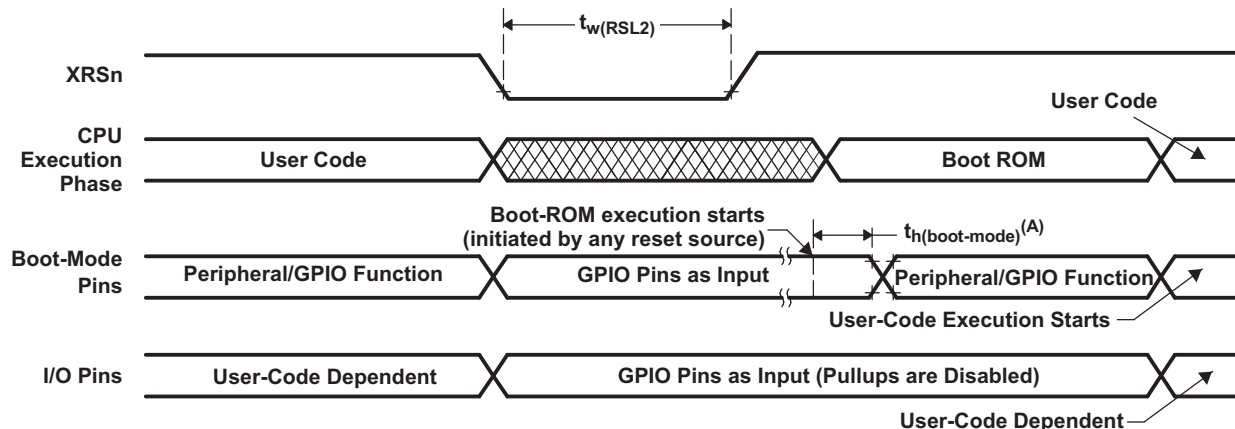 tw(RSL2)
XRSn
User Code
CPU
Execution
Phase
User Code
Boot ROM
Boot-ROM execution starts
(initiated by any reset source)
th(boot-mode)(A)
Boot-Mode
Pins
Peripheral/GPIO Function
GPIO Pins as Input
Peripheral/GPIO Function
User-Code Execution Starts
I/O Pins
User-Code Dependent
GPIO Pins as Input (Pullups are Disabled)
User-Code Dependent